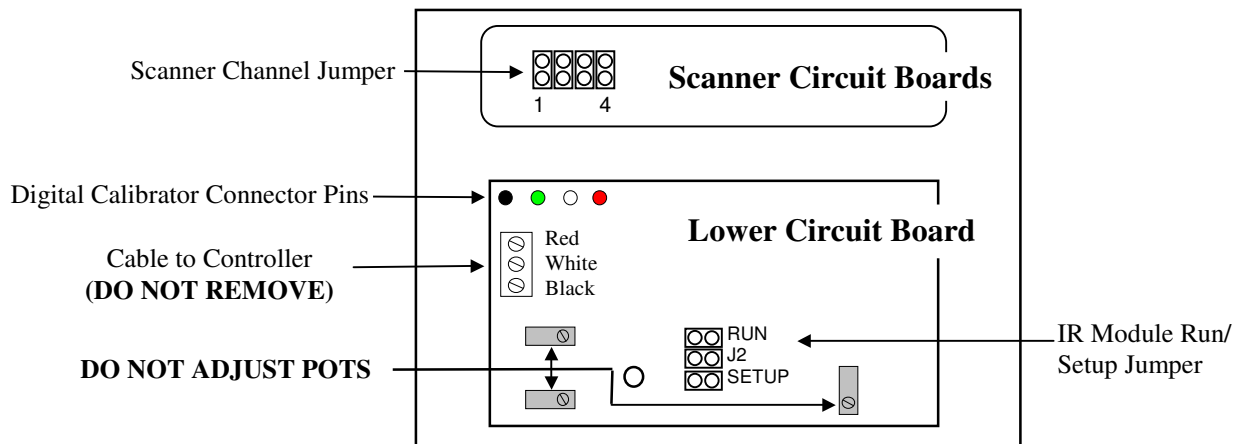 Scanner Channel Jumper
1 4
Scanner Circuit Boards
Digital Calibrator Connector Pins
Lower Circuit Board
Cable to Controller
(DO NOT REMOVE)
Red
White
Black
RUN
J2
SETUP
IR Module Run/
Setup Jumper
DO NOT ADJUST POTS